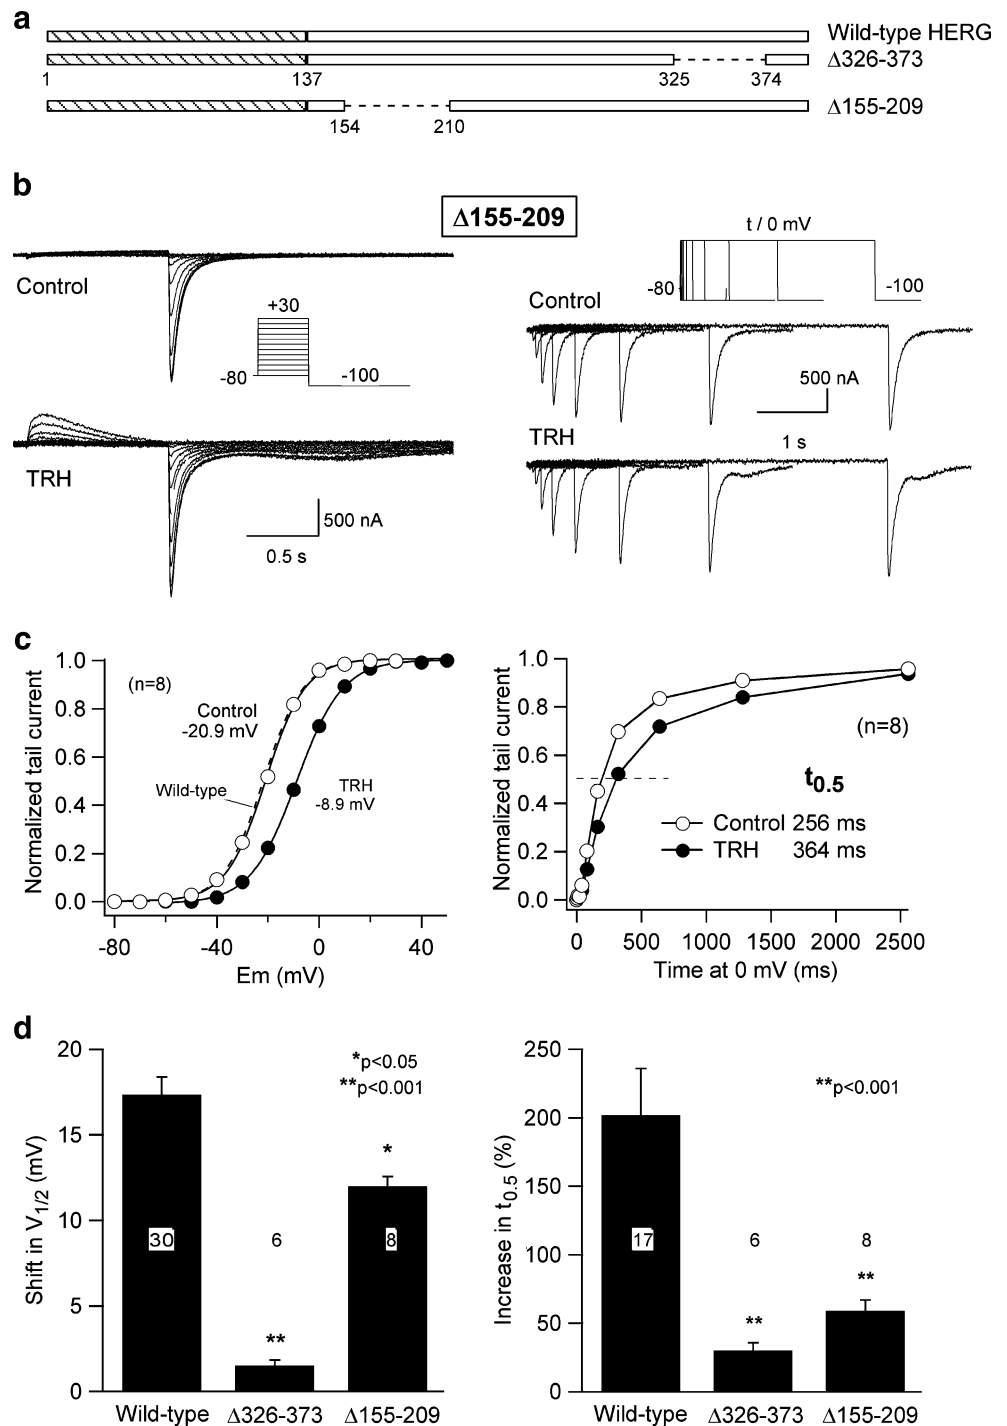 a
Wild-type HERG
Δ326-373
1 137 325 374
Δ155-209
154 210
b
Δ155-209
Control
+30
-80 -100
TRH
500 nA
0.5 s
t / 0 mV
-80 -100
Control
500 nA
1 s
TRH
c
Normalized tail current
1.0
0.8
0.6
0.4
0.2
0.0
(n=8)
Control
-20.9 mV
Wild-type
TRH
-8.9 mV
-80 -40 0 40
Em (mV)
Normalized tail current
1.0
0.8
0.6
0.4
0.2
0.0
(n=8)
t0.5
Control 256 ms
TRH 364 ms
0 500 1000 1500 2000 2500
Time at 0 mV (ms)
d
Shift in V1/2 (mV)
20
15
10
5
0
*p<0.05
**p<0.001
*
30 6 8
**
Wild-type Δ326-373 Δ155-209
Increase in t0.5 (%)
250
200
150
100
50
0
**p<0.001
17 6 8
**
**
Wild-type Δ326-373 Δ155-209